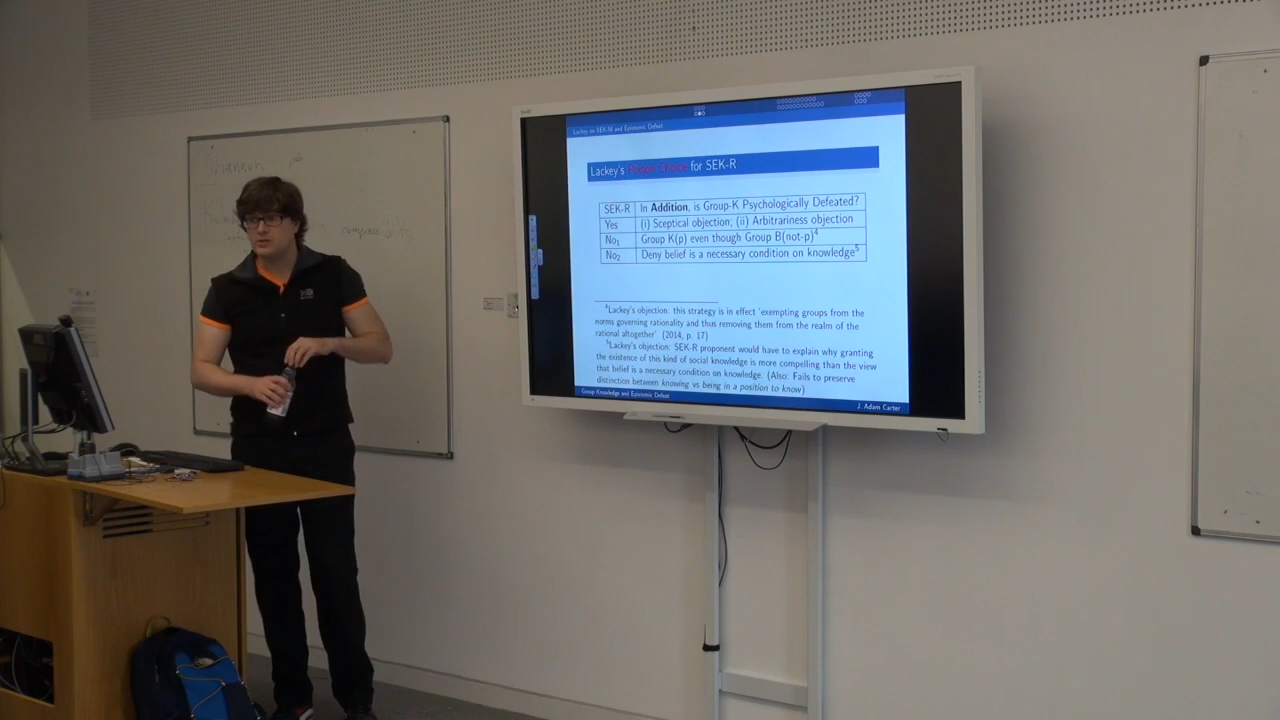 Lackey on SEK-M and Epistemic Defeat
Lackey's Poison Choice for SEK-R
SEK-R In Addition, is Group-K Psychologically Defeated?
Yes (i) Sceptical objection; (ii) Arbitrariness objection
No1 Group K(p) even though Group B(not-p)4
No2 Deny belief is a necessary condition on knowledge5
4Lackey's objection: this strategy is in effect 'exempting groups from the
norms governing rationality and thus removing them from the realm of the
rational altogether' (2014, p. 17)
5Lackey's objection: SEK-R proponent would have to explain why granting
the existence of this kind of social knowledge is more compelling than the view
that belief is a necessary condition on knowledge. (Also: Fails to preserve
distinction between knowing vs being in a position to know)
Group Knowledge and Epistemic Defeat
J. Adam Carter